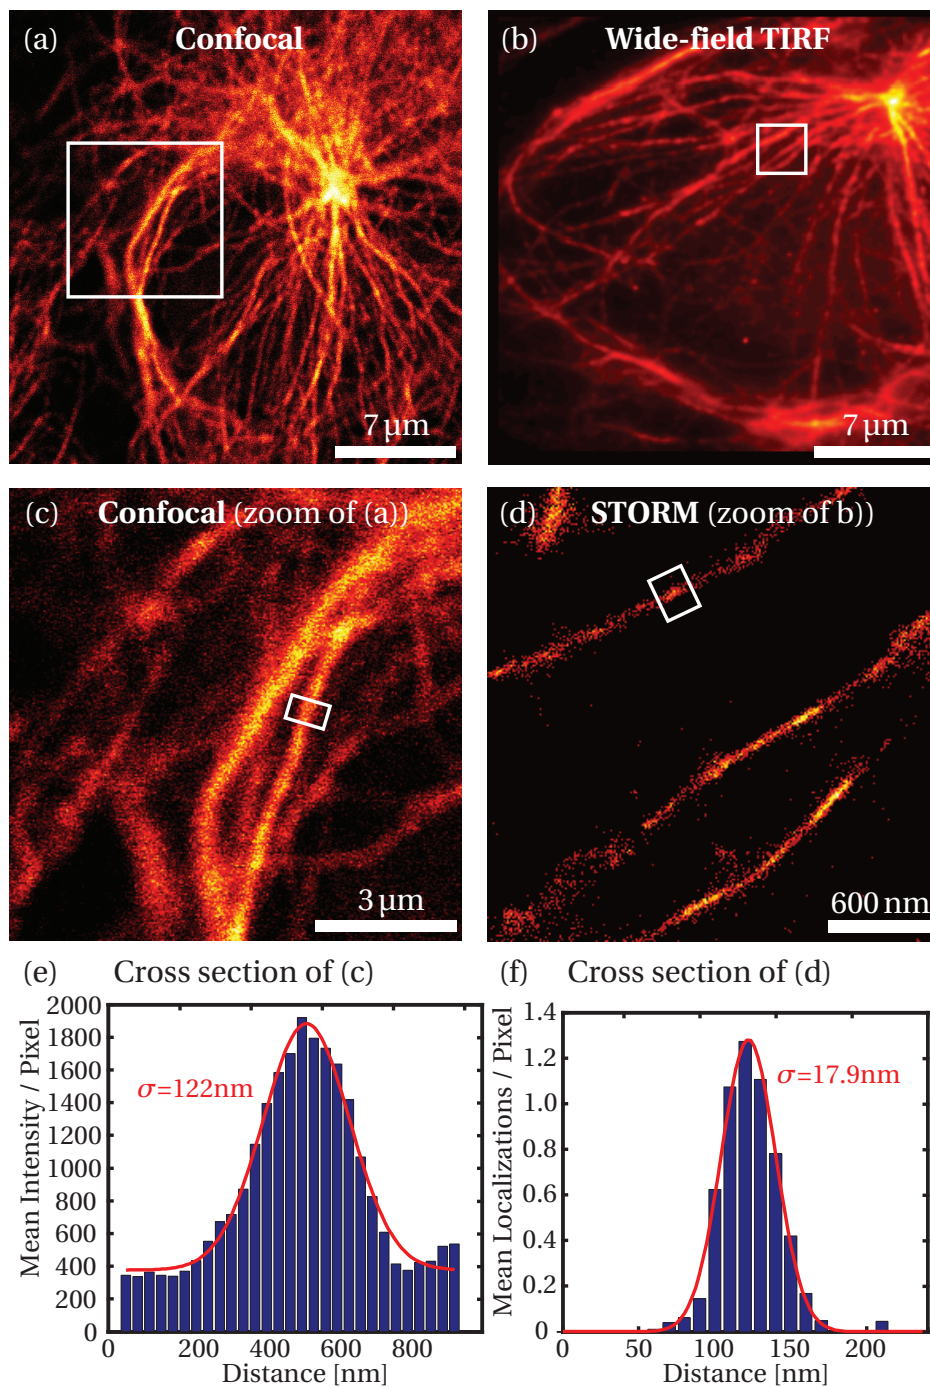 (a) Confocal
(b) Wide-field TIRF
7 µm
7 µm
(c) Confocal (zoom of (a))
(d) STORM (zoom of b))
3 µm
600 nm
(e) Cross section of (c)
Mean Intensity / Pixel
2000
1800
1600
1400
1200
1000
800
600
400
200
0
σ=122nm
0 200 400 600 800
Distance [nm]
(f) Cross section of (d)
Mean Localizations / Pixel
1.4
1.2
1.0
0.8
0.6
0.4
0.2
0
σ=17.9nm
0 50 100 150 200
Distance [nm]